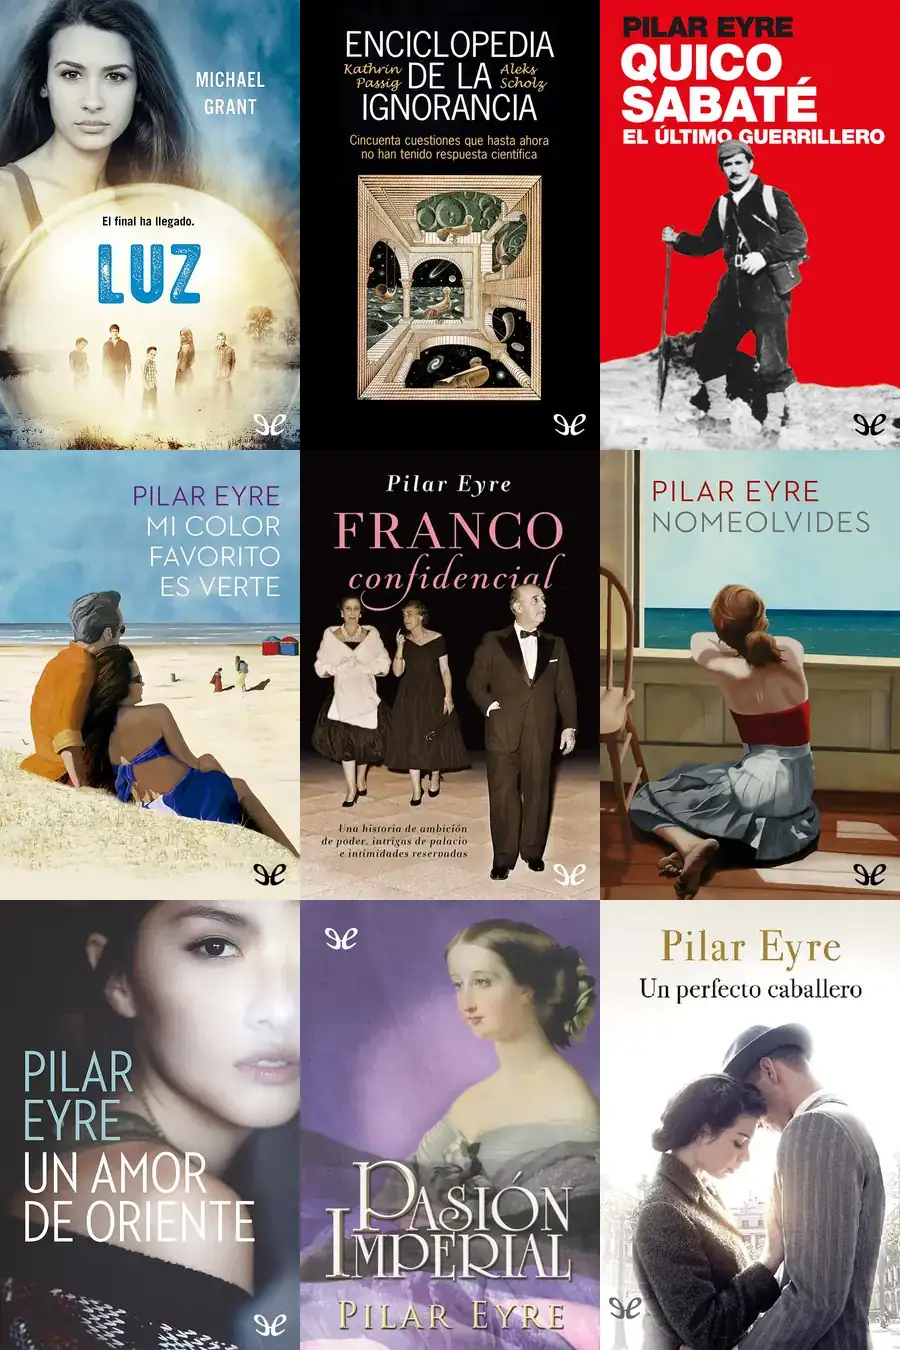 MICHAEL
GRANT
El final ha llegado.
LUZ
ENCICLOPEDIA
Kathrin Passig DE LA Aleks Scholz
IGNORANCIA
Cincuenta cuestiones que hasta ahora
no han tenido respuesta científica
PILAR EYRE
QUICO
SABATÉ
EL ÚLTIMO GUERRILLERO
PILAR EYRE
MI COLOR
FAVORITO
ES VERTE
Pilar Eyre
FRANCO
confidencial
Una historia de ambición
de poder, intrigas de palacio
e intimidades reservadas
PILAR EYRE
NOMEOLVIDES
PILAR
EYRE
UN AMOR
DE ORIENTE
PASIÓN
IMPERIAL
PILAR EYRE
Pilar Eyre
Un perfecto caballero